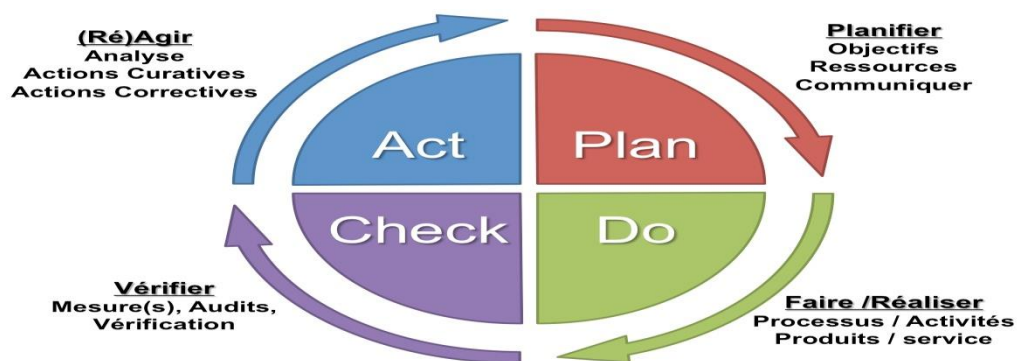 (Ré)Agir
Analyse
Actions Curatives
Actions Correctives
Planifier
Objectifs
Ressources
Communiquer
Act
Plan
Check
Do
Vérifier
Mesure(s), Audits,
Vérification
Faire /Réaliser
Processus / Activités
Produits / service